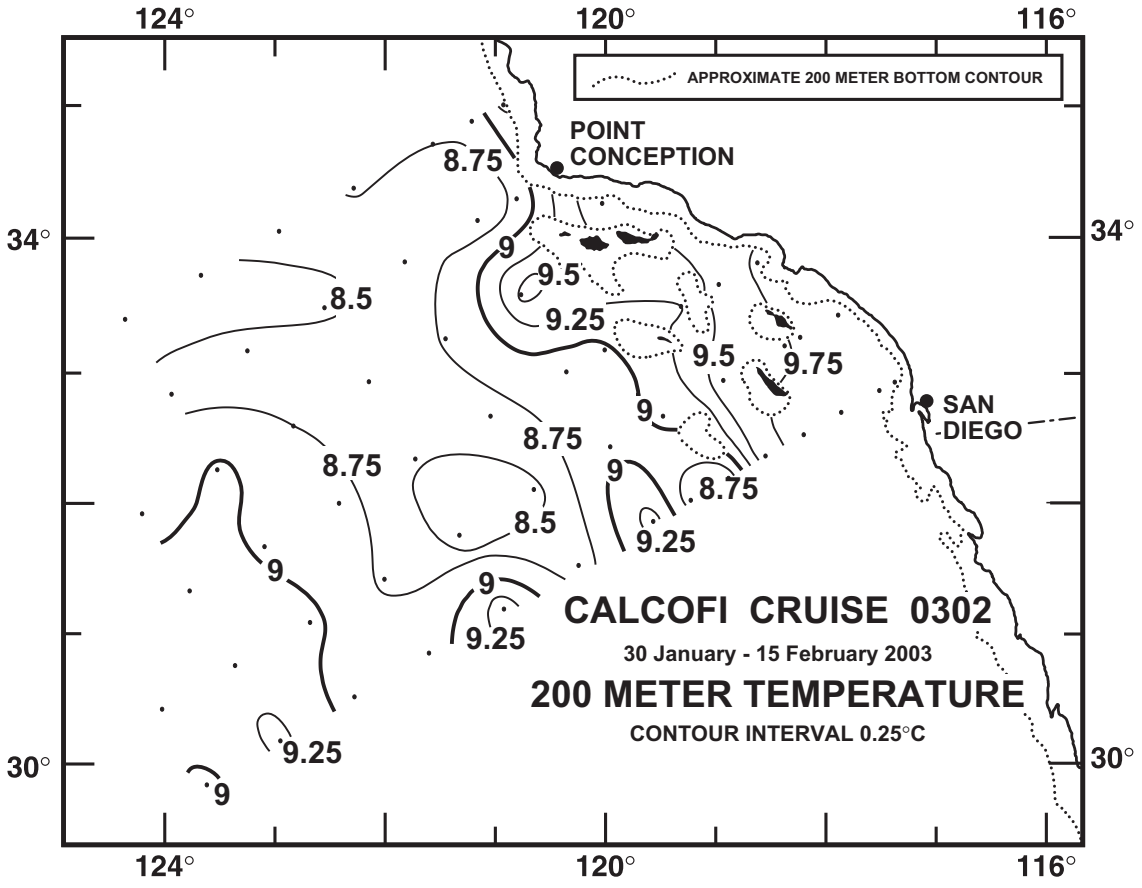 124° 120° 116°
APPROXIMATE 200 METER BOTTOM CONTOUR
POINT
CONCEPTION
8.75
34° 34°
9
9.5
8.5
9.25
9.5
9.75
9
SAN
DIEGO
8.75
8.75
9
8.75
8.5
9.25
9
9
CALCOFI CRUISE 0302
9.25
30 January - 15 February 2003
200 METER TEMPERATURE
CONTOUR INTERVAL 0.25°C
9.25
30° 30°
9
124° 120° 116°